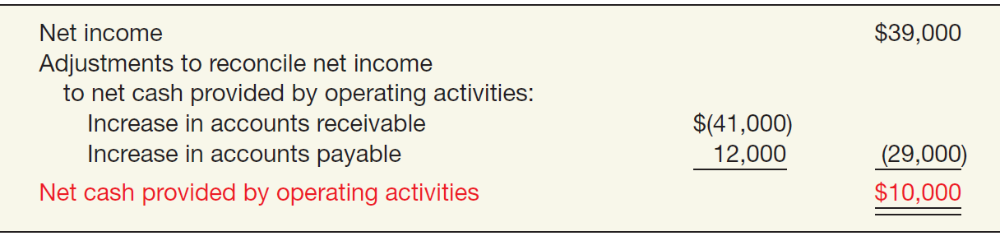 Net income $39,000
Adjustments to reconcile net income
to net cash provided by operating activities:
Increase in accounts receivable $(41,000)
Increase in accounts payable 12,000 (29,000)
Net cash provided by operating activities $10,000